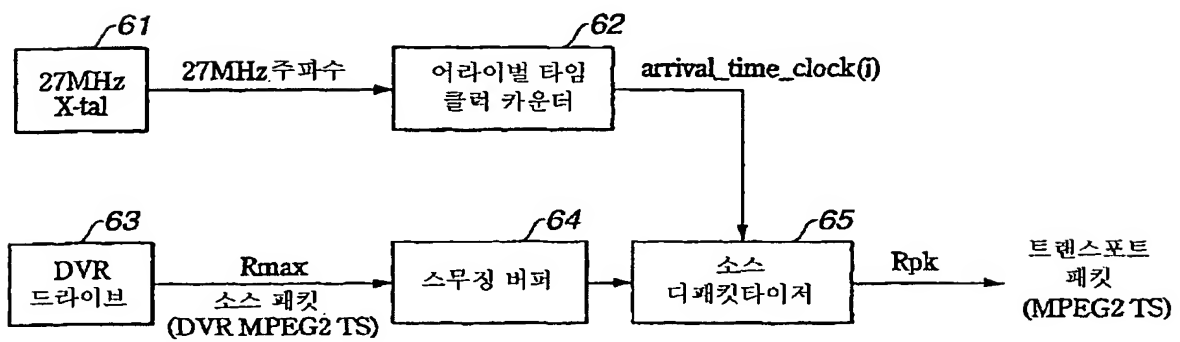 61
27MHz
X-tal
27MHz 주파수
62
어라이벌 타임
클럭 카운터
arrival_time_clock(i)
63
DVR
드라이브
Rmax
소스 패킷
(DVR MPEG2 TS)
64
스무징 버퍼
65
소스
디패킷타이저
Rpk
트랜스포트
패킷
(MPEG2 TS)